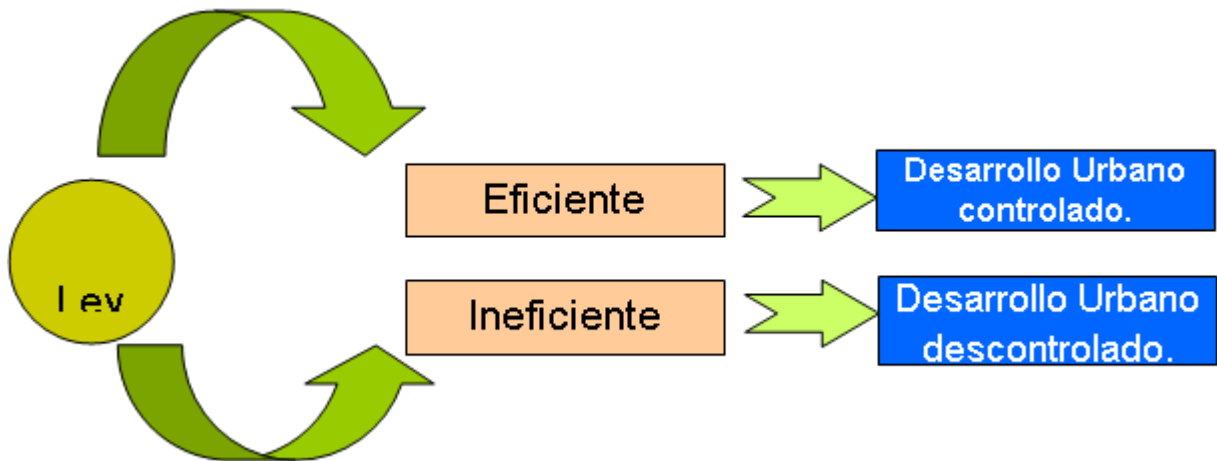 Eficiente
Desarrollo Urbano
controlado.
Ley
Ineficiente
Desarrollo Urbano
descontrolado.